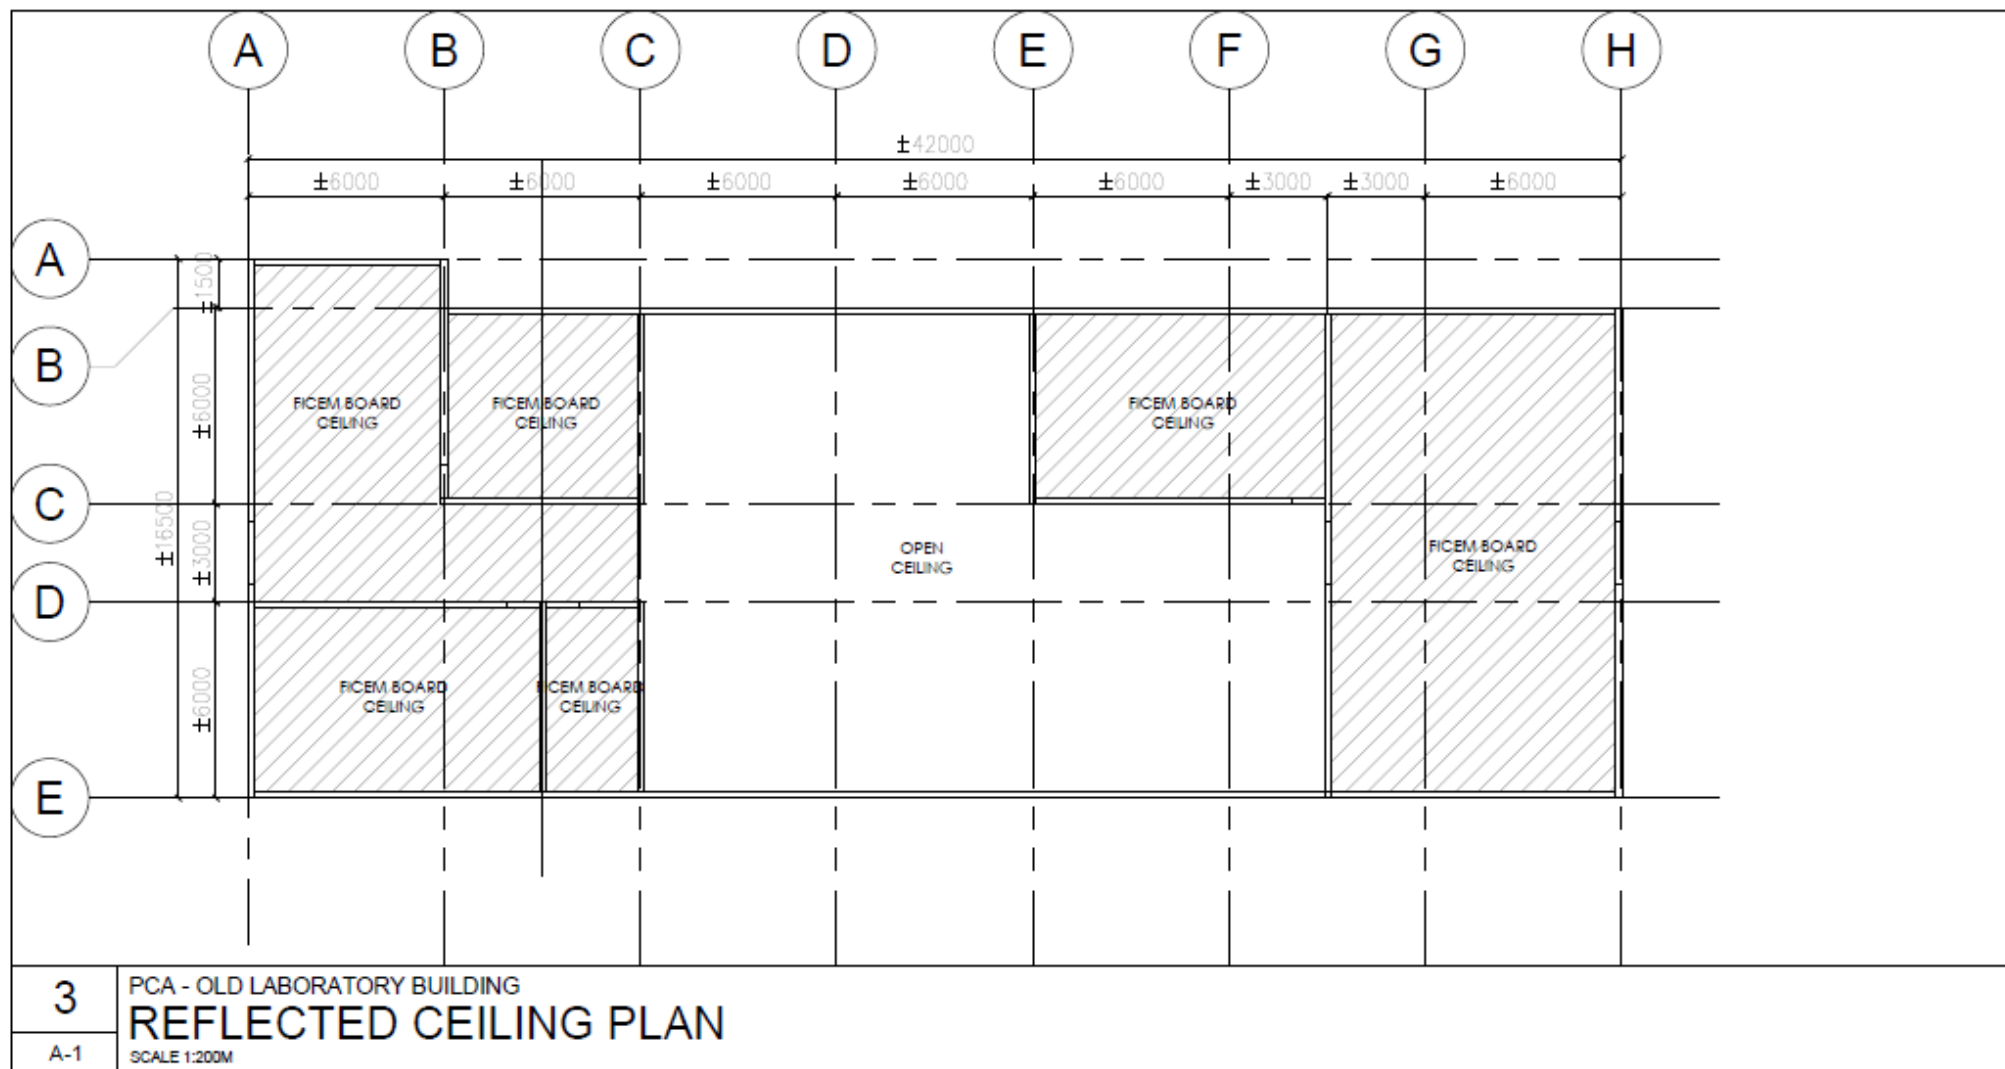 A B C D E F G H
±42000
±6000 ±6000 ±6000 ±6000 ±6000 ±3000 ±3000 ±6000
A
±1500
B
±6000
FICEM BOARD
CEILING
FICEM BOARD
CEILING
FICEM BOARD
CEILING
C
±16500
±3000
OPEN
CEILING
FICEM BOARD
CEILING
D
±6000
FICEM BOARD
CEILING
FICEM BOARD
CEILING
E
3
A-1
PCA - OLD LABORATORY BUILDING
REFLECTED CEILING PLAN
SCALE 1:200M